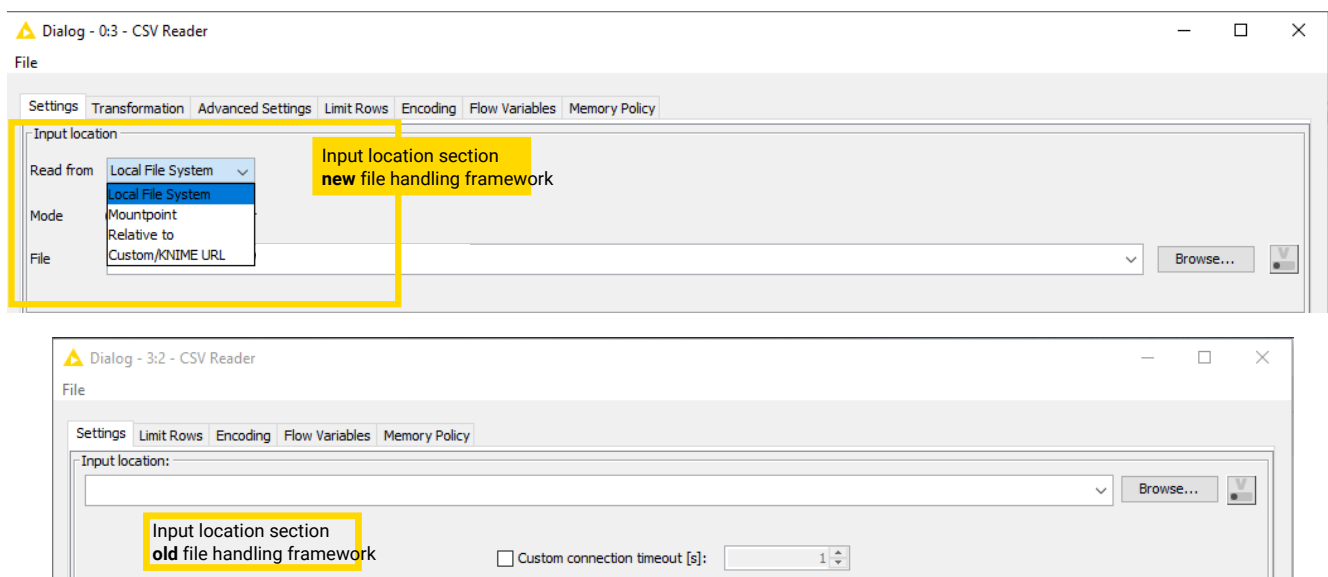 Dialog - 0:3 - CSV Reader
File
Settings Transformation Advanced Settings Limit Rows Encoding Flow Variables Memory Policy
Input location
Read from Local File System
Local File System
Mountpoint
Relative to
Custom/KNIME URL
Mode
File
Browse...
V
Input location section
new file handling framework
Dialog - 3:2 - CSV Reader
File
Settings Limit Rows Encoding Flow Variables Memory Policy
Input location:
Browse...
V
Input location section
old file handling framework
Custom connection timeout [s]: 1